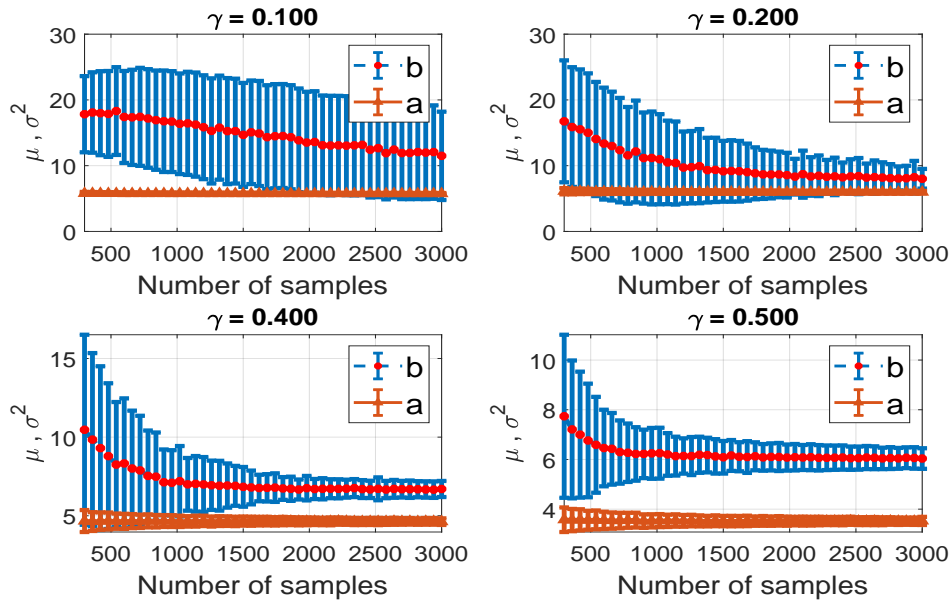 γ = 0.100
30
20
10
0
μ , σ²
500 1000 1500 2000 2500 3000
Number of samples
b
a
γ = 0.200
30
20
10
0
μ , σ²
500 1000 1500 2000 2500 3000
Number of samples
b
a
γ = 0.400
15
10
5
μ , σ²
500 1000 1500 2000 2500 3000
Number of samples
b
a
γ = 0.500
10
8
6
4
μ , σ²
500 1000 1500 2000 2500 3000
Number of samples
b
a